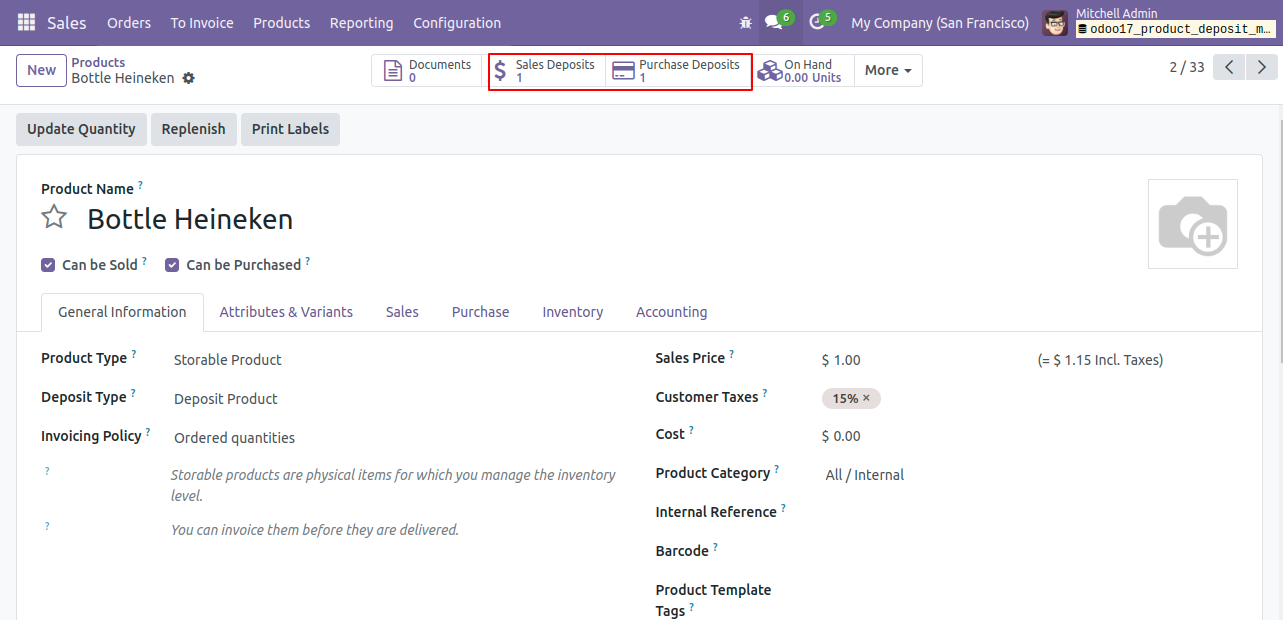 Sales Orders To Invoice Products Reporting Configuration 6 5 My Company (San Francisco) Mitchell Admin
odoo17_product_deposit_m...
New Products
Bottle Heineken
Documents
0
Sales Deposits
1
Purchase Deposits
1
On Hand
0.00 Units
More
2 / 33
Update Quantity Replenish Print Labels
Product Name ?
Bottle Heineken
Can be Sold ? Can be Purchased ?
General Information Attributes & Variants Sales Purchase Inventory Accounting
Product Type ? Storable Product
Deposit Type ? Deposit Product
Invoicing Policy ? Ordered quantities
? Storable products are physical items for which you manage the inventory
level.
? You can invoice them before they are delivered.
Sales Price ? $ 1.00 (= $ 1.15 Incl. Taxes)
Customer Taxes ? 15% ×
Cost ? $ 0.00
Product Category ? All / Internal
Internal Reference ?
Barcode ?
Product Template
Tags ?